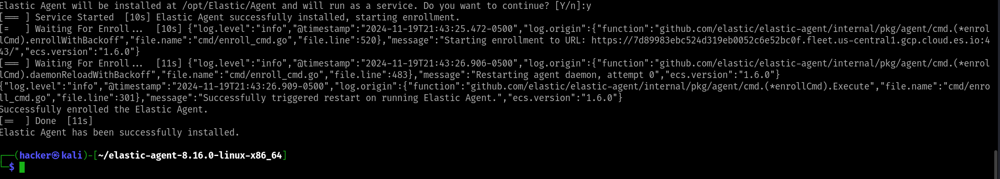 Elastic Agent will be installed at /opt/Elastic/Agent and will run as a service. Do you want to continue? [Y/n]:y
[=== ] Service Started  [10s] Elastic Agent successfully installed, starting enrollment.
[=   ] Waiting For Enroll...  [10s] {"log.level":"info","@timestamp":"2024-11-19T21:43:25.472-0500","log.origin":{"function":"github.com/elastic/elastic-agent/internal/pkg/agent/cmd.(*enrol
lCmd).enrollWithBackoff","file.name":"cmd/enroll_cmd.go","file.line":520},"message":"Starting enrollment to URL: https://7d89983ebc524d319eb0052c6e52bc0f.fleet.us-central1.gcp.cloud.es.io:4
43/","ecs.version":"1.6.0"}
[=== ] Waiting For Enroll...  [11s] {"log.level":"info","@timestamp":"2024-11-19T21:43:26.906-0500","log.origin":{"function":"github.com/elastic/elastic-agent/internal/pkg/agent/cmd.(*enrol
lCmd).daemonReloadWithBackoff","file.name":"cmd/enroll_cmd.go","file.line":483},"message":"Restarting agent daemon, attempt 0","ecs.version":"1.6.0"}
{"log.level":"info","@timestamp":"2024-11-19T21:43:26.909-0500","log.origin":{"function":"github.com/elastic/elastic-agent/internal/pkg/agent/cmd.(*enrollCmd).Execute","file.name":"cmd/enro
ll_cmd.go","file.line":301},"message":"Successfully triggered restart on running Elastic Agent.","ecs.version":"1.6.0"}
Successfully enrolled the Elastic Agent.
[==  ] Done  [11s]
Elastic Agent has been successfully installed.
┌──(hacker㉿kali)-[~/elastic-agent-8.16.0-linux-x86_64]
└─$